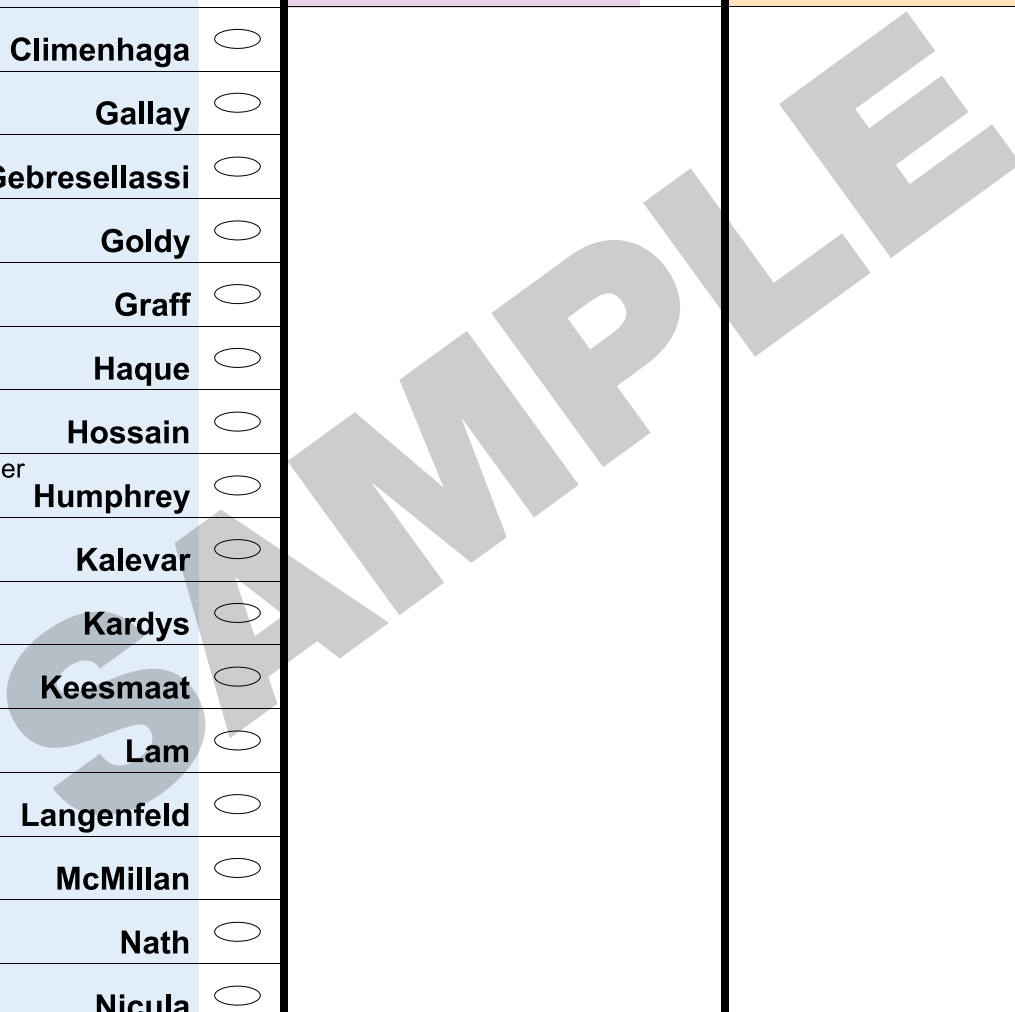 Climenhaga
Gallay
Gebresellassi
Goldy
Graff
Haque
Hossain
er
Humphrey
Kalevar
Kardys
Keesmaat
Lam
Langenfeld
McMillan
Nath
Nicula
SAMPLE